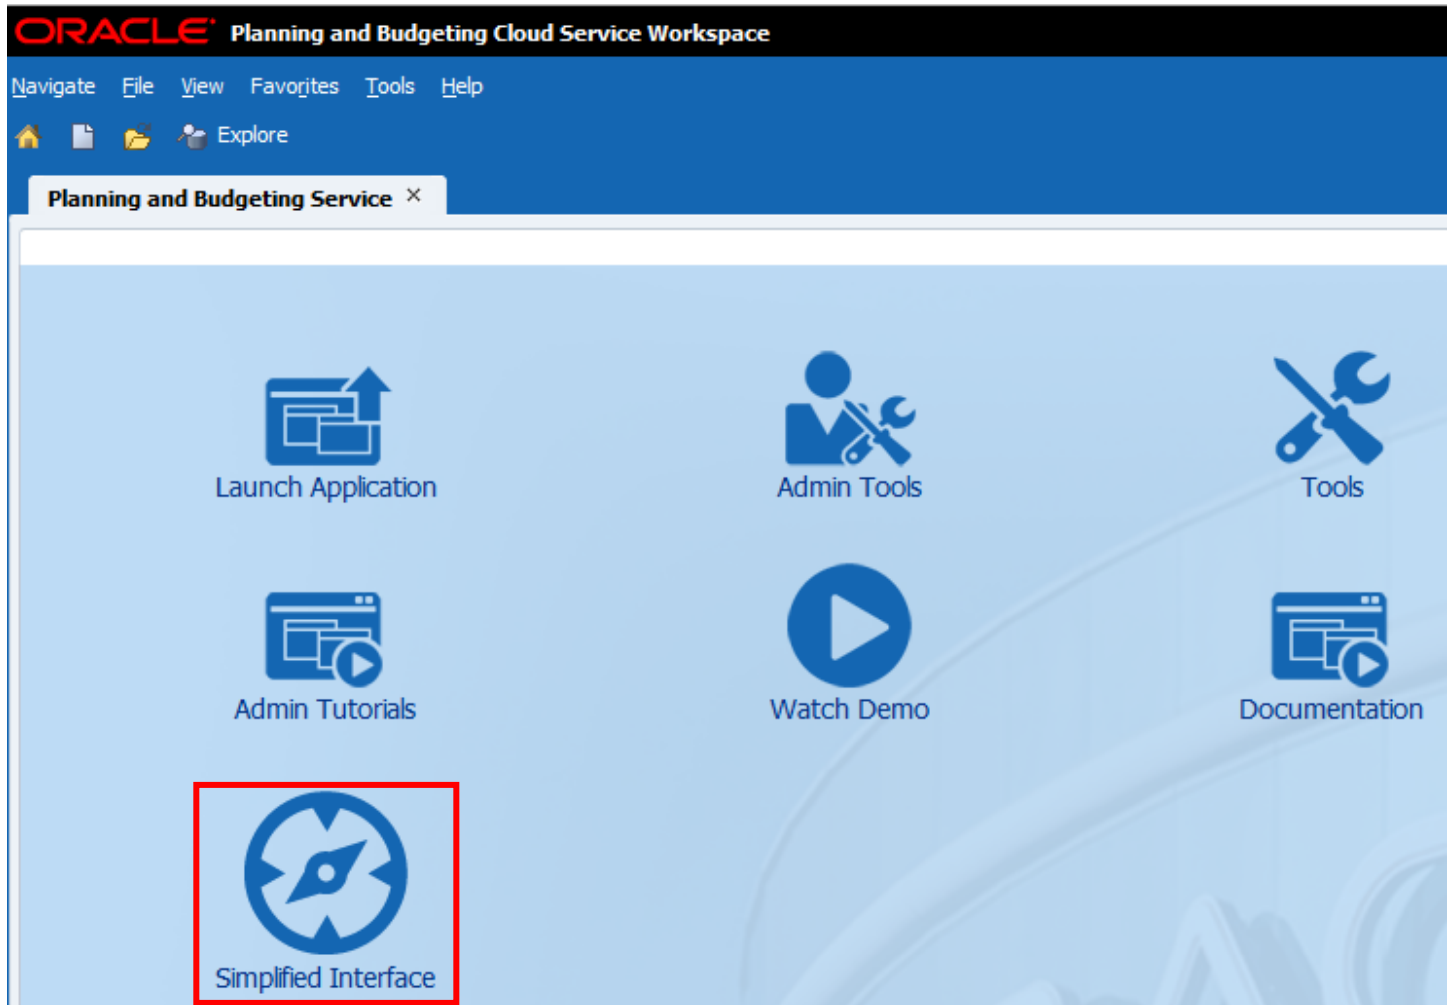 ORACLE Planning and Budgeting Cloud Service Workspace
Navigate File View Favorites Tools Help
Explore
Planning and Budgeting Service ×
Launch Application Admin Tools Tools
Admin Tutorials Watch Demo Documentation
Simplified Interface